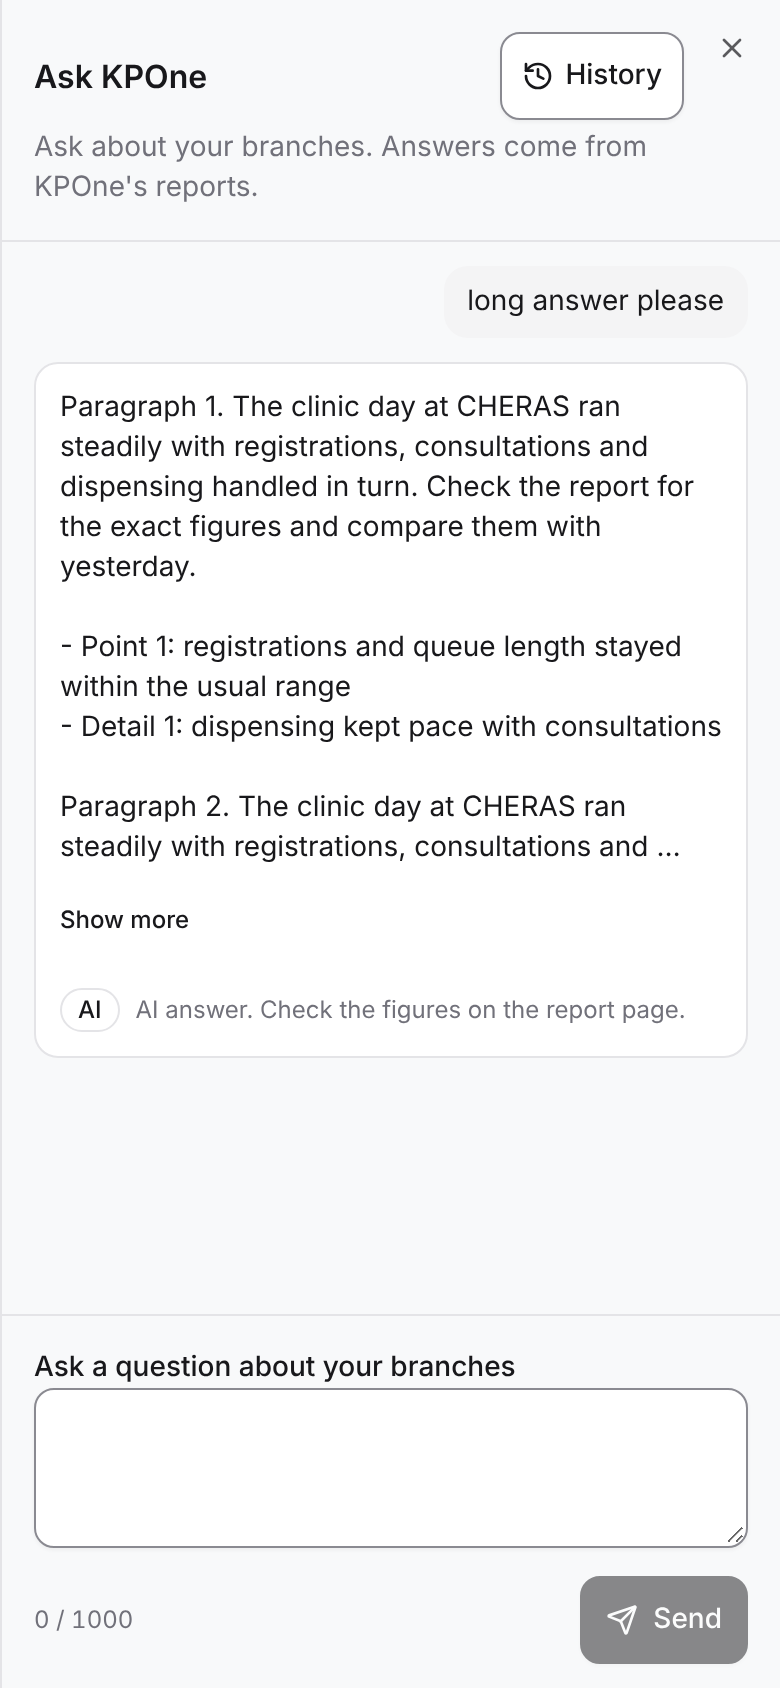 Ask KPOne
History
Ask about your branches. Answers come from
KPOne's reports.
long answer please
Paragraph 1. The clinic day at CHERAS ran
steadily with registrations, consultations and
dispensing handled in turn. Check the report for
the exact figures and compare them with
yesterday.
- Point 1: registrations and queue length stayed
within the usual range
- Detail 1: dispensing kept pace with consultations
Paragraph 2. The clinic day at CHERAS ran
steadily with registrations, consultations and ...
Show more
AI AI answer. Check the figures on the report page.
Ask a question about your branches
0 / 1000
Send